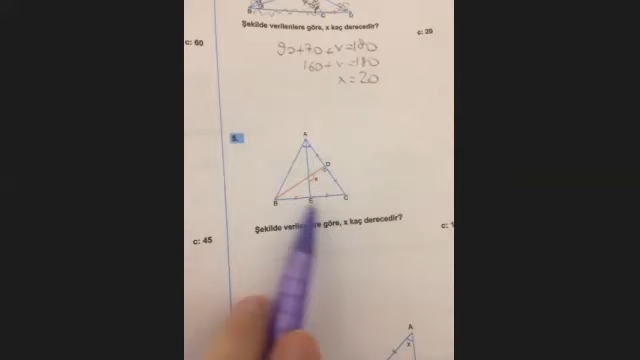 B C D
Şekilde verilenlere göre, x kaç derecedir?
c: 60
c: 20
90+70+x=180
160+x=180
x=20
5.
A
D
x
B E C
Şekilde göre, x kaç derecedir?
c: 45
A
x